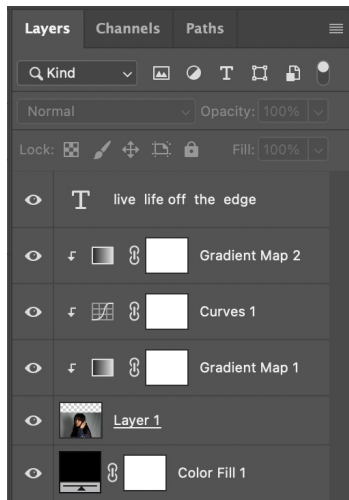 Layers Channels Paths
Kind T
Normal Opacity: 100%
Lock: Fill: 100%
T live life off the edge
Gradient Map 2
Curves 1
Gradient Map 1
Layer 1
Color Fill 1